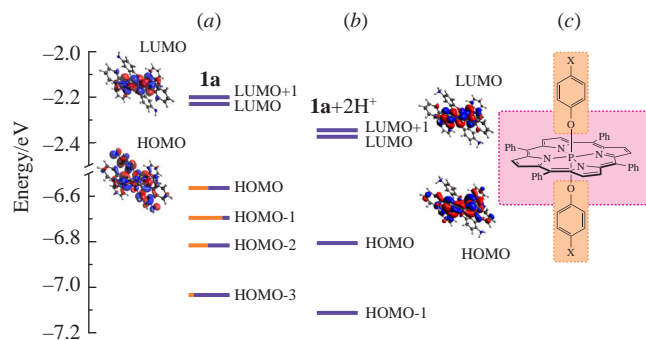 (a)
(b)
(c)
Energy/eV
−2.0
−2.2
−2.4
−6.6
−6.8
−7.0
−7.2
LUMO
HOMO
1a
LUMO+1
LUMO
HOMO
HOMO-1
HOMO-2
HOMO-3
1a+2H⁺
LUMO+1
LUMO
HOMO
HOMO-1
LUMO
HOMO
X
O
Ph
Ph
N
N
P
N
N
Ph
Ph
O
X